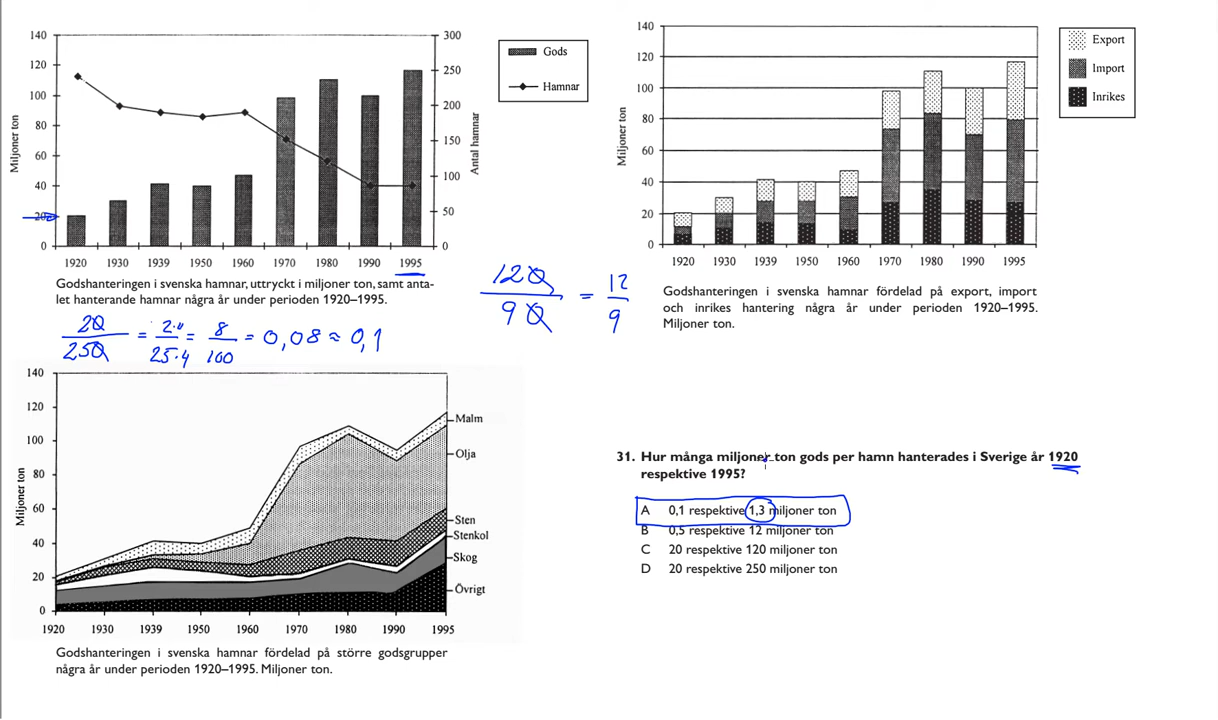 140
120
100
80
60
40
20
0
Miljoner ton
300
250
200
150
100
50
0
Antal hamnar
1920 1930 1939 1950 1960 1970 1980 1990 1995
Gods
Hamnar
Godshanteringen i svenska hamnar, uttryckt i miljoner ton, samt anta-
let hanterande hamnar några år under perioden 1920–1995.
140
120
100
80
60
40
20
0
Miljoner ton
1920 1930 1939 1950 1960 1970 1980 1990 1995
Export
Import
Inrikes
Godshanteringen i svenska hamnar fördelad på export, import
och inrikes hantering några år under perioden 1920–1995.
Miljoner ton.
120/90 = 12/9
20/250 = 2·4/25·4 = 8/100 = 0,08 ≈ 0,1
140
120
100
80
60
40
20
0
Miljoner ton
1920 1930 1939 1950 1960 1970 1980 1990 1995
Malm
Olja
Sten
Stenkol
Skog
Övrigt
Godshanteringen i svenska hamnar fördelad på större godsgrupper
några år under perioden 1920–1995. Miljoner ton.
31. Hur många miljoner ton gods per hamn hanterades i Sverige år 1920
respektive 1995?
A 0,1 respektive 1,3 miljoner ton
B 0,5 respektive 12 miljoner ton
C 20 respektive 120 miljoner ton
D 20 respektive 250 miljoner ton